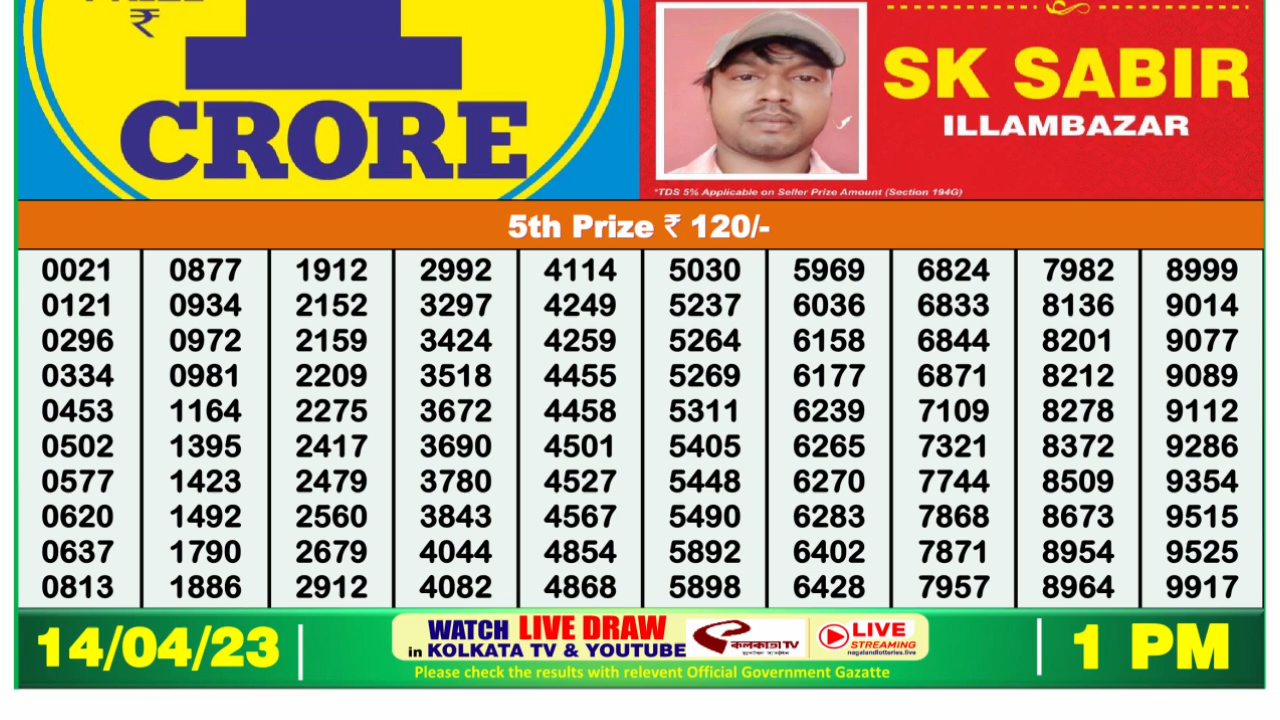 ₹
1
CRORE
SK SABIR
ILLAMBAZAR
*TDS 5% Applicable on Seller Prize Amount (Section 194G)
5th Prize ₹ 120/-
0021 0877 1912 2992 4114 5030 5969 6824 7982 8999
0121 0934 2152 3297 4249 5237 6036 6833 8136 9014
0296 0972 2159 3424 4259 5264 6158 6844 8201 9077
0334 0981 2209 3518 4455 5269 6177 6871 8212 9089
0453 1164 2275 3672 4458 5311 6239 7109 8278 9112
0502 1395 2417 3690 4501 5405 6265 7321 8372 9286
0577 1423 2479 3780 4527 5448 6270 7744 8509 9354
0620 1492 2560 3843 4567 5490 6283 7868 8673 9515
0637 1790 2679 4044 4854 5892 6402 7871 8954 9525
0813 1886 2912 4082 4868 5898 6428 7957 8964 9917
14/04/23
WATCH LIVE DRAW
in KOLKATA TV & YOUTUBE
কলকাতা TV
LIVE
STREAMING
nagalandlotteries.live
Please check the results with relevent Official Government Gazatte
1 PM